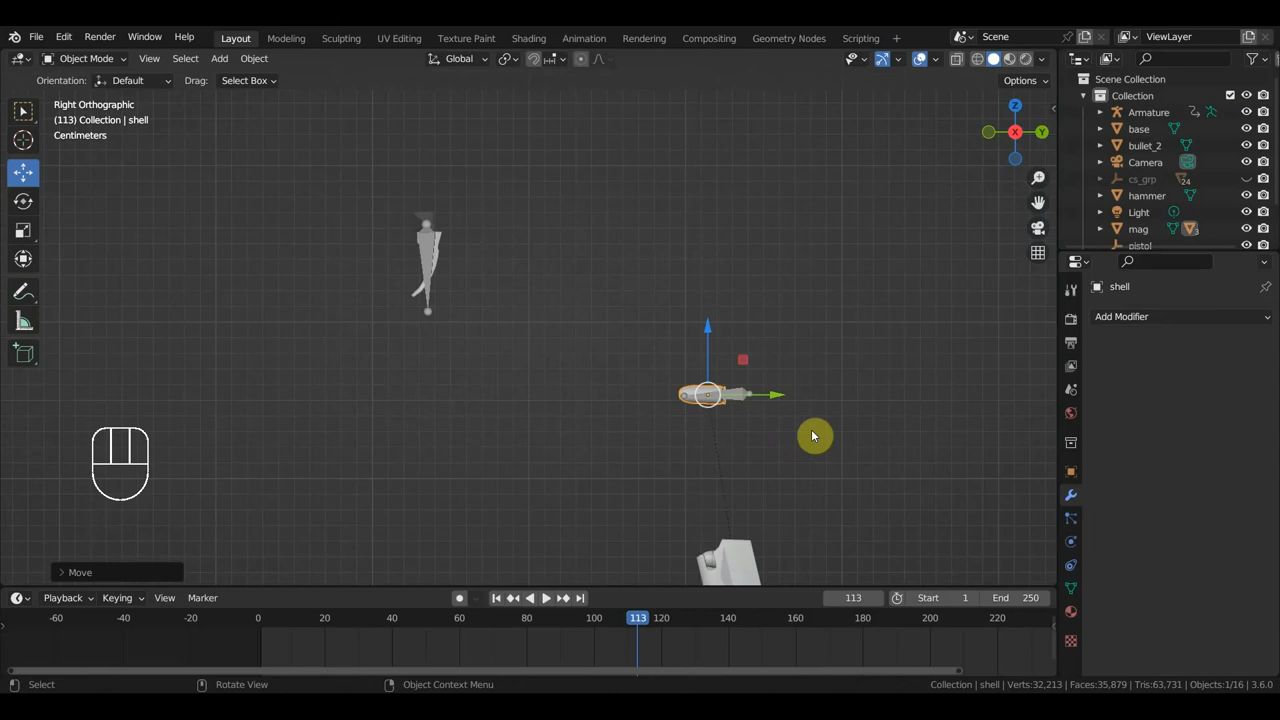 File Edit Render Window Help Layout Modeling Sculpting UV Editing Texture Paint Shading Animation Rendering Compositing Geometry Nodes Scripting + Scene ViewLayer
Object Mode View Select Add Object Global Options
Orientation: Default Drag: Select Box
Right Orthographic
(113) Collection | shell
Centimeters
Z
X
Y
Scene Collection
Collection
Armature
base
bullet_2
Camera
cs_grp 24
hammer
Light
mag 3
pistol
shell
Add Modifier
> Move
Playback Keying View Marker 113 Start 1 End 250
-60 -40 -20 0 20 40 60 80 100 113 120 140 160 180 200 220
Select Rotate View Object Context Menu Collection | shell | Verts:32,213 | Faces:35,879 | Tris:63,731 | Objects:1/16 | 3.6.0